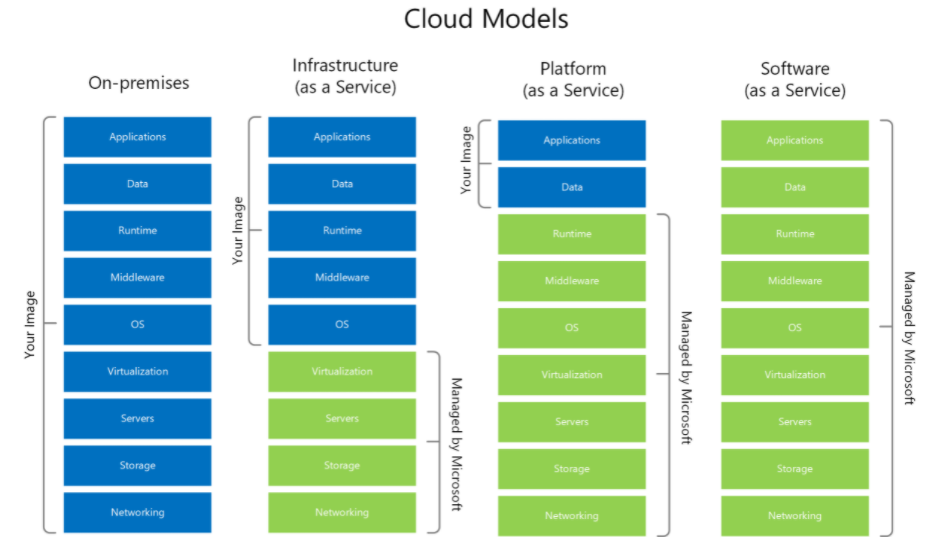 Cloud Models
On-premises
Your Image
Applications
Data
Runtime
Middleware
OS
Virtualization
Servers
Storage
Networking
Infrastructure
(as a Service)
Your Image
Applications
Data
Runtime
Middleware
OS
Virtualization
Servers
Storage
Networking
Managed by Microsoft
Platform
(as a Service)
Your Image
Applications
Data
Runtime
Middleware
OS
Virtualization
Servers
Storage
Networking
Managed by Microsoft
Software
(as a Service)
Applications
Data
Runtime
Middleware
OS
Virtualization
Servers
Storage
Networking
Managed by Microsoft